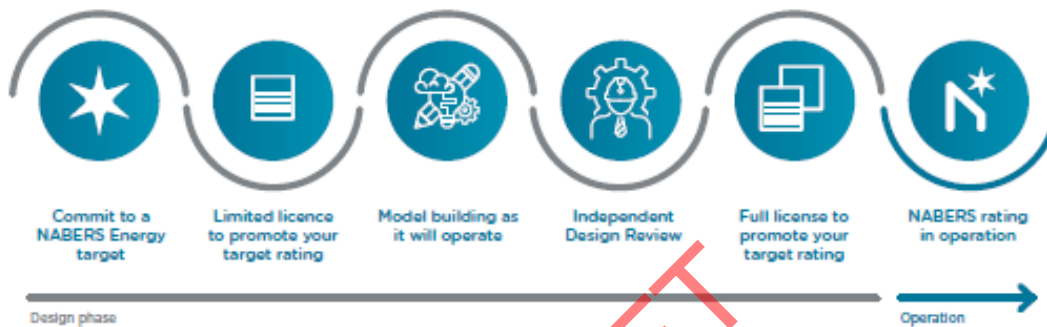 Commit to a
NABERS Energy
target
Limited licence
to promote your
target rating
Model building as
it will operate
Independent
Design Review
Full license to
promote your
target rating
NABERS rating
in operation
Design phase
Operation